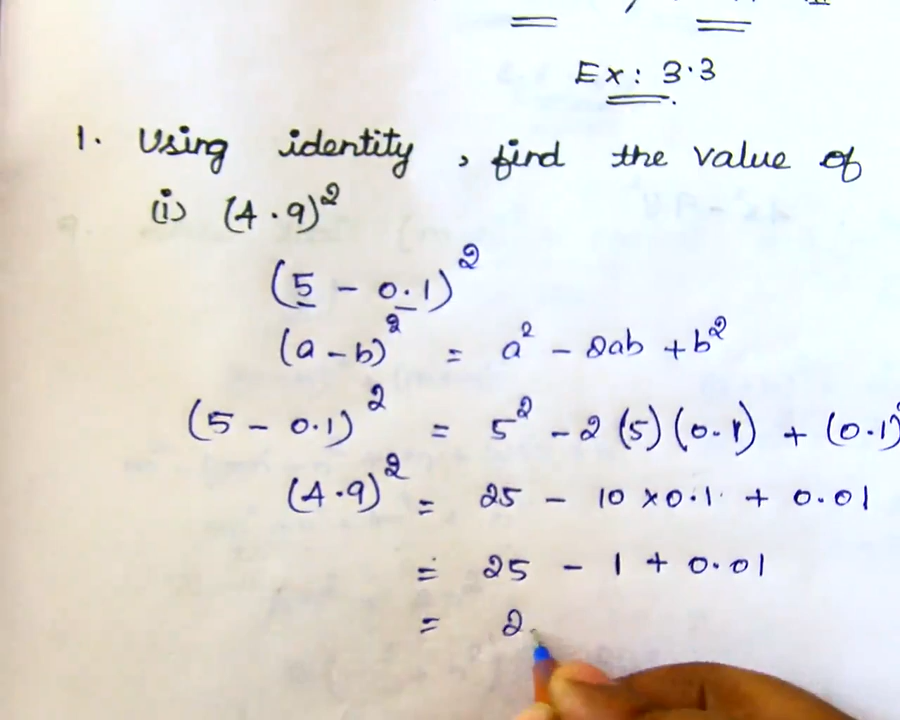 Ex: 3.3
1. Using identity, find the value of
(i) (4.9)²
(5 - 0.1)²
(a - b)² = a² - 2ab + b²
(5 - 0.1)² = 5² - 2 (5) (0.1) + (0.1)²
(4.9)² = 25 - 10 × 0.1 + 0.01
= 25 - 1 + 0.01
= 2